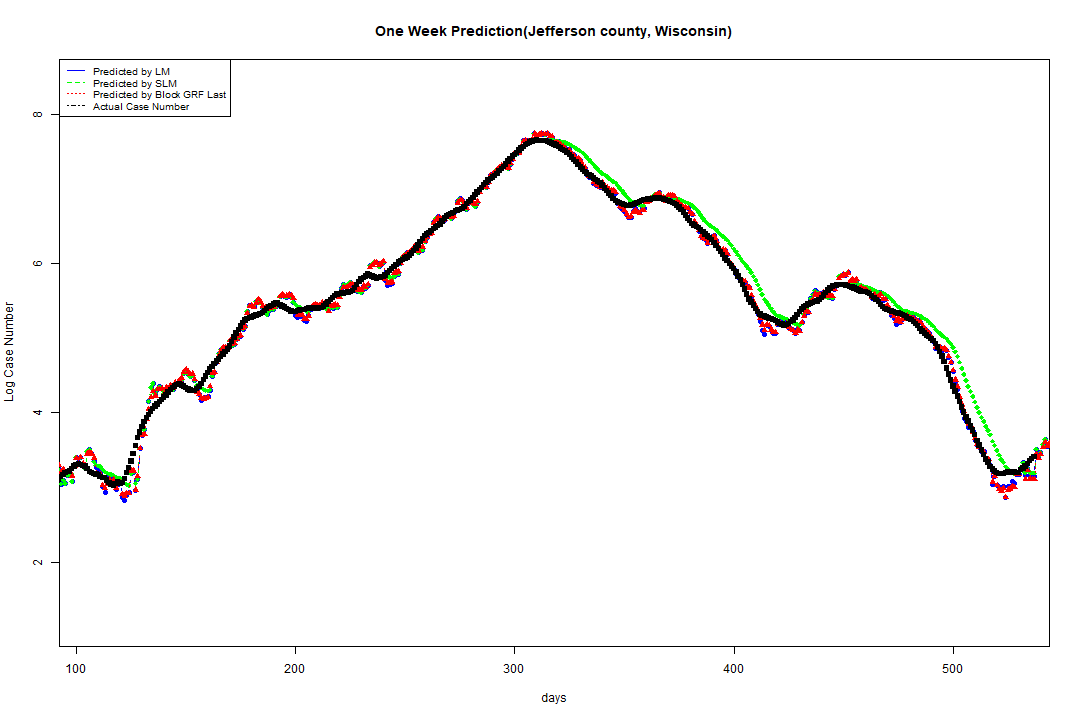 One Week Prediction(Jefferson county, Wisconsin)
Predicted by LM
Predicted by SLM
Predicted by Block GRF Last
Actual Case Number
8
6
4
2
Log Case Number
100 200 300 400 500
days